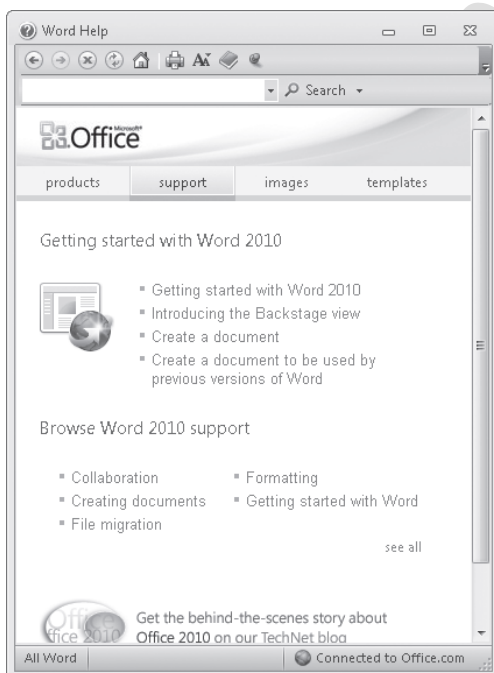 Word Help
Search
Microsoft
Office
products support images templates
Getting started with Word 2010
Getting started with Word 2010
Introducing the Backstage view
Create a document
Create a document to be used by
previous versions of Word
Browse Word 2010 support
Collaboration
Formatting
Creating documents
Getting started with Word
File migration
see all
Office
ffice 2010
Get the behind-the-scenes story about
Office 2010 on our TechNet blog
All Word
Connected to Office.com